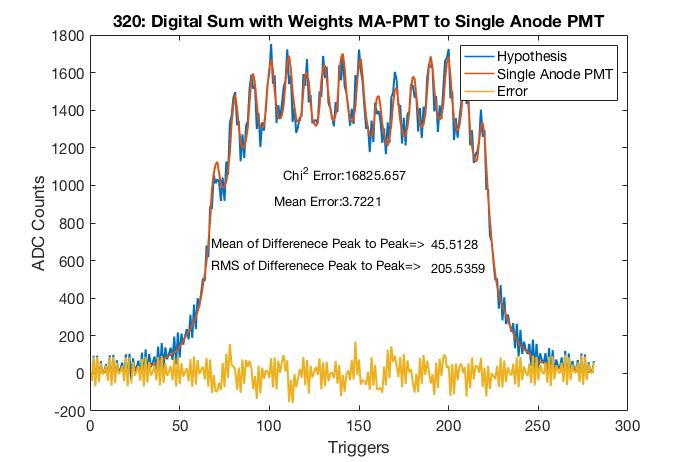 320: Digital Sum with Weights MA-PMT to Single Anode PMT
1800
1600
1400
1200
1000
800
600
400
200
0
-200
ADC Counts
Hypothesis
Single Anode PMT
Error
Chi² Error:16825.657
Mean Error:3.7221
Mean of Differenece Peak to Peak=> 45.5128
RMS of Differenece Peak to Peak=> 205.5359
0 50 100 150 200 250 300
Triggers